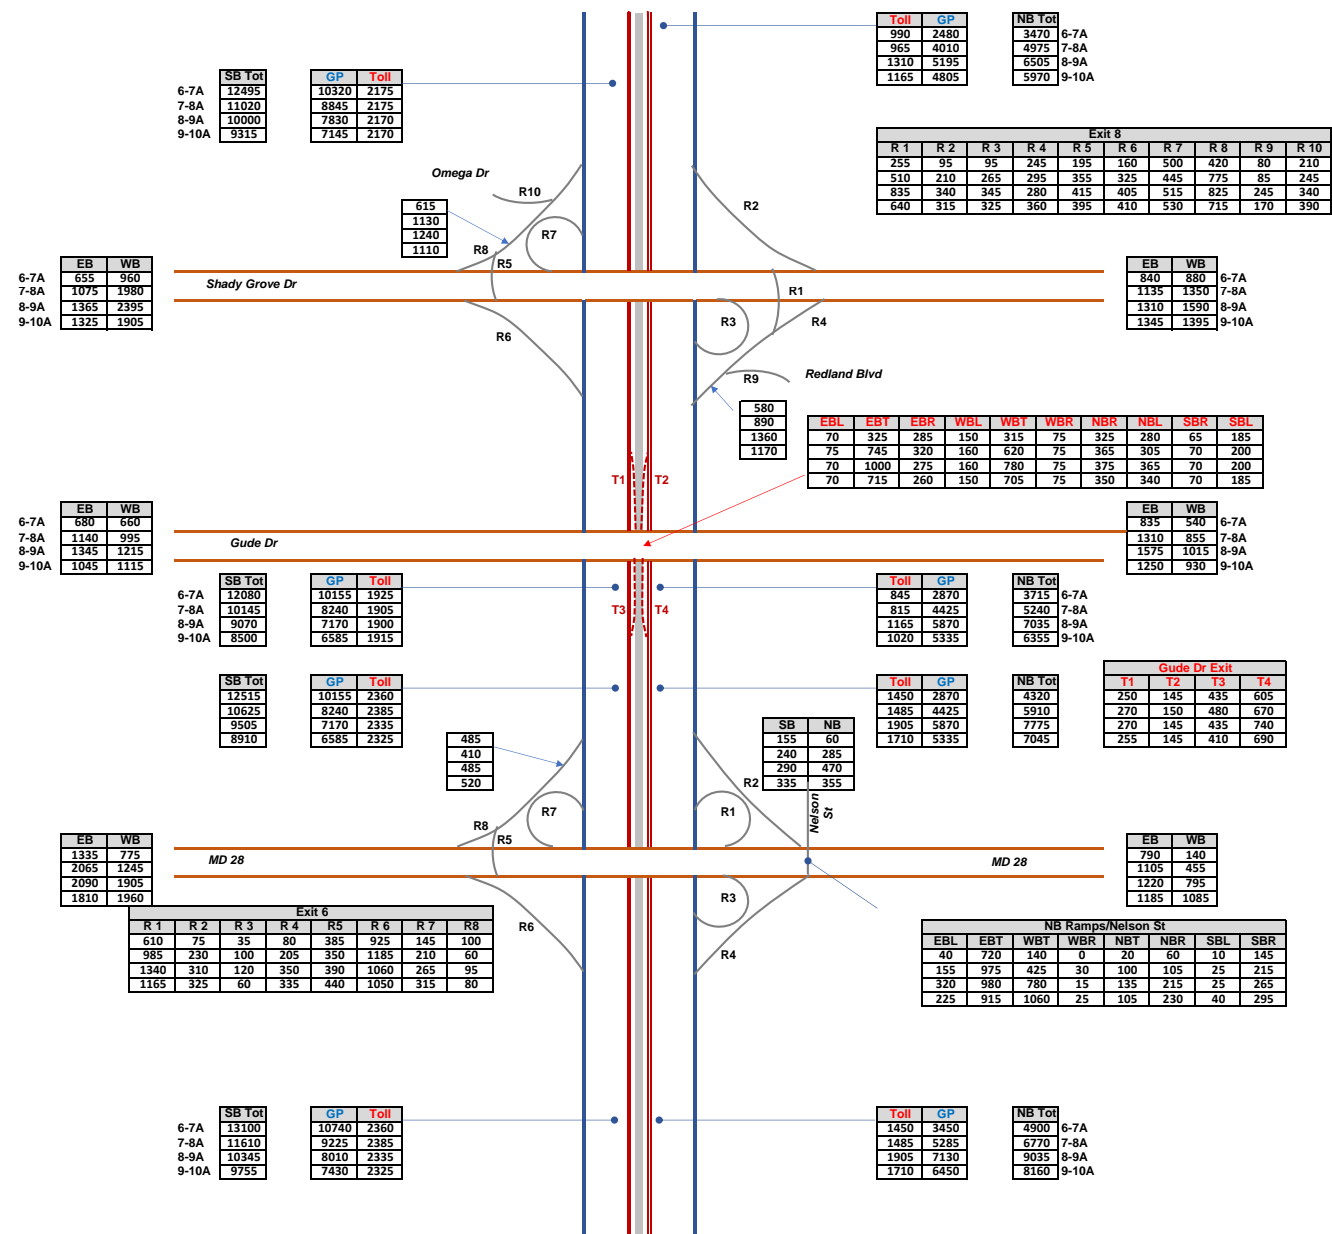 Toll GP NB Tot
990 2480 3470 6-7A
965 4010 4975 7-8A
1310 5195 6505 8-9A
1165 4805 5970 9-10A
SB Tot GP Toll
6-7A 12495 10320 2175
7-8A 11020 8845 2175
8-9A 10000 7830 2170
9-10A 9315 7145 2170
Exit 8
R 1 R 2 R 3 R 4 R 5 R 6 R 7 R 8 R 9 R 10
255 95 95 245 195 160 500 420 80 210
510 210 265 295 355 325 445 775 85 245
835 340 345 280 415 405 515 825 245 340
640 315 325 360 395 410 530 715 170 390
Omega Dr
R10
R2
615
1130
1240
1110
R7
R8
R5
EB WB
6-7A 655 960
7-8A 1075 1980
8-9A 1365 2395
9-10A 1325 1905
Shady Grove Dr
R1
R3
R4
EB WB
840 880 6-7A
1135 1350 7-8A
1310 1590 8-9A
1345 1395 9-10A
R6
R9
Redland Blvd
580
890
1360
1170
EBL EBT EBR WBL WBT WBR NBR NBL SBR SBL
70 325 285 150 315 75 325 280 65 185
75 745 320 160 620 75 365 305 70 200
70 1000 275 160 780 75 375 365 70 200
70 715 260 150 705 75 350 340 70 185
T1 T2
EB WB
6-7A 680 660
7-8A 1140 995
8-9A 1345 1215
9-10A 1045 1115
Gude Dr
EB WB
835 540 6-7A
1310 855 7-8A
1575 1015 8-9A
1250 930 9-10A
SB Tot GP Toll
6-7A 12080 10155 1925
7-8A 10145 8240 1905
8-9A 9070 7170 1900
9-10A 8500 6585 1915
T3 T4
Toll GP NB Tot
845 2870 3715 6-7A
815 4425 5240 7-8A
1165 5870 7035 8-9A
1020 5335 6355 9-10A
SB Tot GP Toll
12515 10155 2360
10625 8240 2385
9505 7170 2335
8910 6585 2325
Toll GP NB Tot
1450 2870 4320
1485 4425 5910
1905 5870 7775
1710 5335 7045
Gude Dr Exit
T1 T2 T3 T4
250 145 435 605
270 150 480 670
270 145 435 740
255 145 410 690
485
410
485
520
SB NB
155 60
240 285
290 470
335 355
R2
R7
R1
Nelson St
R8
R5
EB WB
1335 775
2065 1245
2090 1905
1810 1960
MD 28
MD 28
EB WB
790 140
1105 455
1220 795
1185 1085
R3
R6
R4
Exit 6
R 1 R 2 R 3 R 4 R5 R 6 R 7 R8
610 75 35 80 385 925 145 100
985 230 100 205 350 1185 210 60
1340 310 120 350 390 1060 265 95
1165 325 60 335 440 1050 315 80
NB Ramps/Nelson St
EBL EBT WBT WBR NBT NBR SBL SBR
40 720 140 0 20 60 10 145
155 975 425 30 100 105 25 215
320 980 780 15 135 215 25 265
225 915 1060 25 105 230 40 295
SB Tot GP Toll
6-7A 13100 10740 2360
7-8A 11610 9225 2385
8-9A 10345 8010 2335
9-10A 9755 7430 2325
Toll GP NB Tot
1450 3450 4900 6-7A
1485 5285 6770 7-8A
1905 7130 9035 8-9A
1710 6450 8160 9-10A